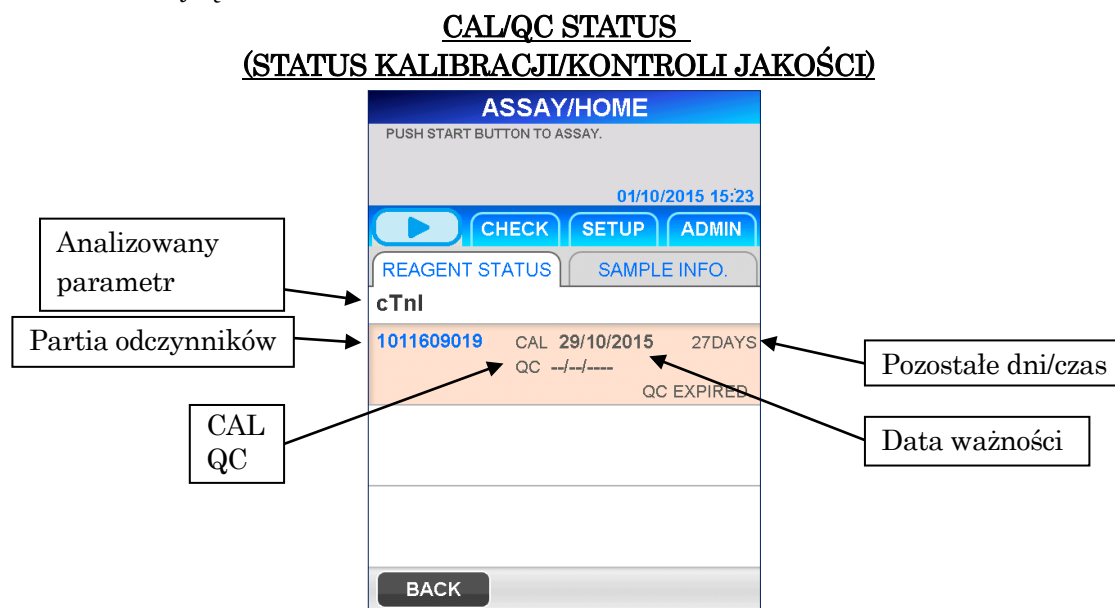 CAL/QC STATUS
(STATUS KALIBRACJI/KONTROLI JAKOŚCI)
ASSAY/HOME
PUSH START BUTTON TO ASSAY.
01/10/2015 15:23
CHECK SETUP ADMIN
REAGENT STATUS SAMPLE INFO.
Analizowany
parametr
cTnI
Partia odczynników
1011609019 CAL 29/10/2015 27DAYS
QC --/--/----
QC EXPIRED
Pozostałe dni/czas
CAL
QC
Data ważności
BACK